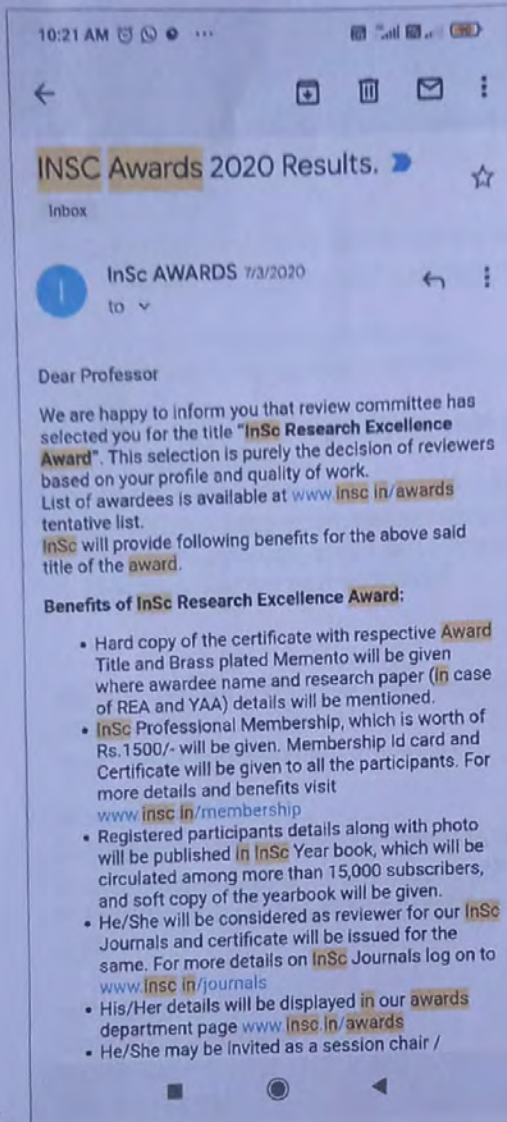 10:21 AM
INSC Awards 2020 Results.
Inbox
I
InSc AWARDS 7/3/2020
to
Dear Professor
We are happy to inform you that review committee has
selected you for the title "InSc Research Excellence
Award". This selection is purely the decision of reviewers
based on your profile and quality of work.
List of awardees is available at www.insc in/awards
tentative list.
InSc will provide following benefits for the above said
title of the award.
Benefits of InSc Research Excellence Award:
• Hard copy of the certificate with respective Award
Title and Brass plated Memento will be given
where awardee name and research paper (in case
of REA and YAA) details will be mentioned.
• InSc Professional Membership, which is worth of
Rs.1500/- will be given. Membership Id card and
Certificate will be given to all the participants. For
more details and benefits visit
www.insc in/membership
• Registered participants details along with photo
will be published in InSc Year book, which will be
circulated among more than 15,000 subscribers,
and soft copy of the yearbook will be given.
• He/She will be considered as reviewer for our InSc
Journals and certificate will be issued for the
same. For more details on InSc Journals log on to
www.insc in/journals
• His/Her details will be displayed in our awards
department page www.insc.in/awards
• He/She may be invited as a session chair /